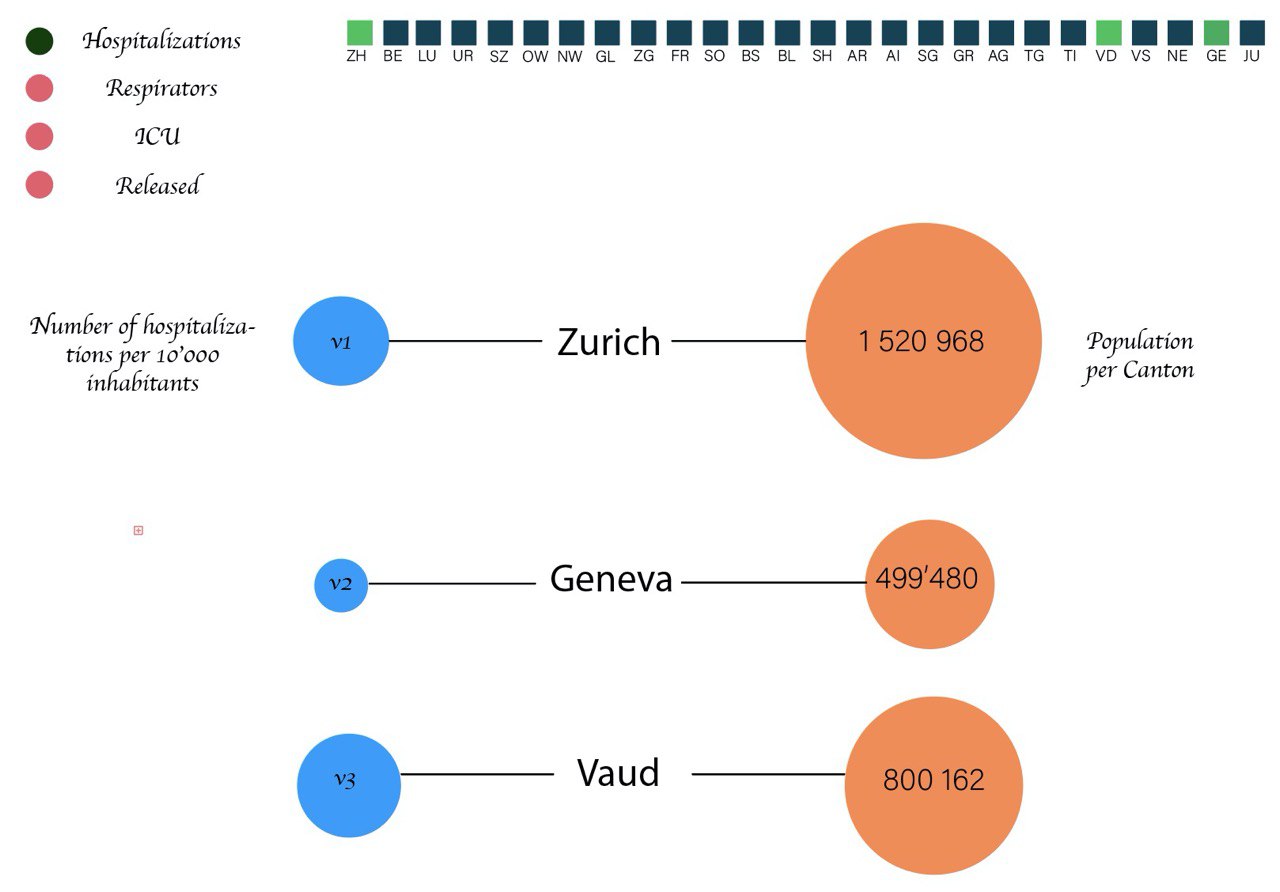 Hospitalizations
Respirators
ICU
Released
ZH BE LU UR SZ OW NW GL ZG FR SO BS BL SH AR AI SG GR AG TG TI VD VS NE GE JU
Number of hospitaliza-
tions per 10'000
inhabitants
v1
Zurich
1 520 968
Population
per Canton
v2
Geneva
499'480
v3
Vaud
800 162